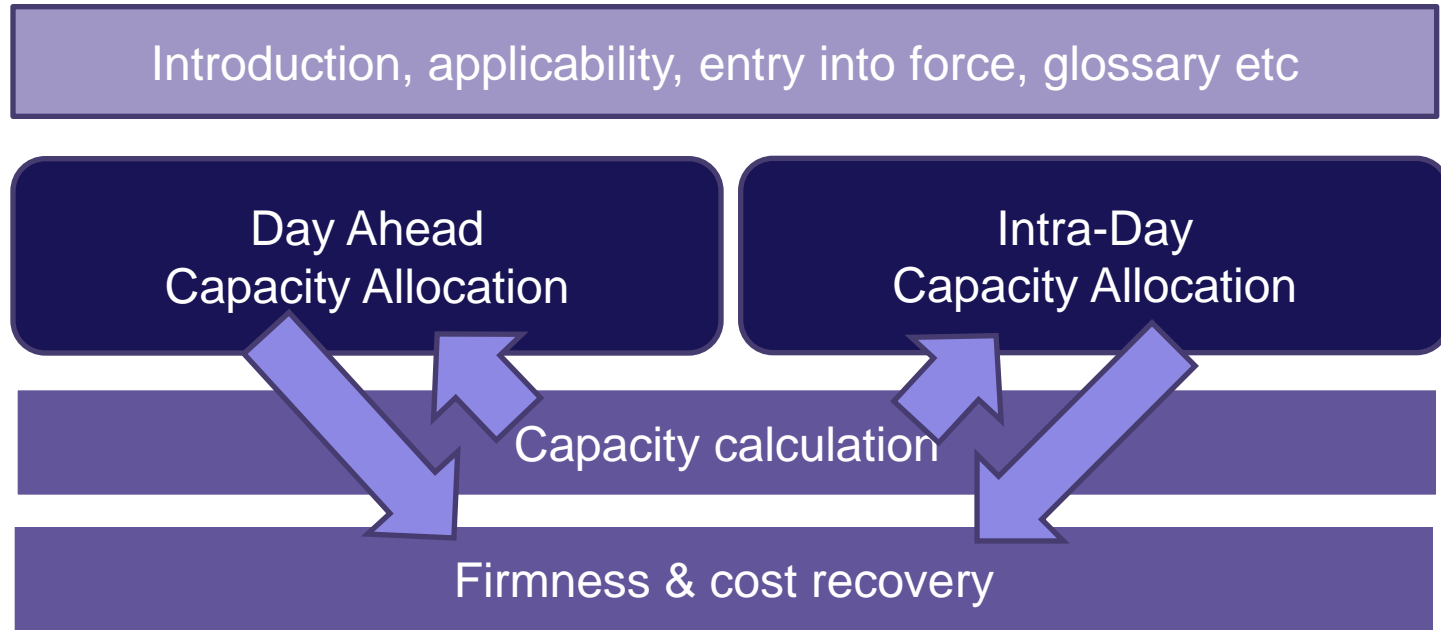 Introduction, applicability, entry into force, glossary etc
Day Ahead
Capacity Allocation
Intra-Day
Capacity Allocation
Capacity calculation
Firmness & cost recovery